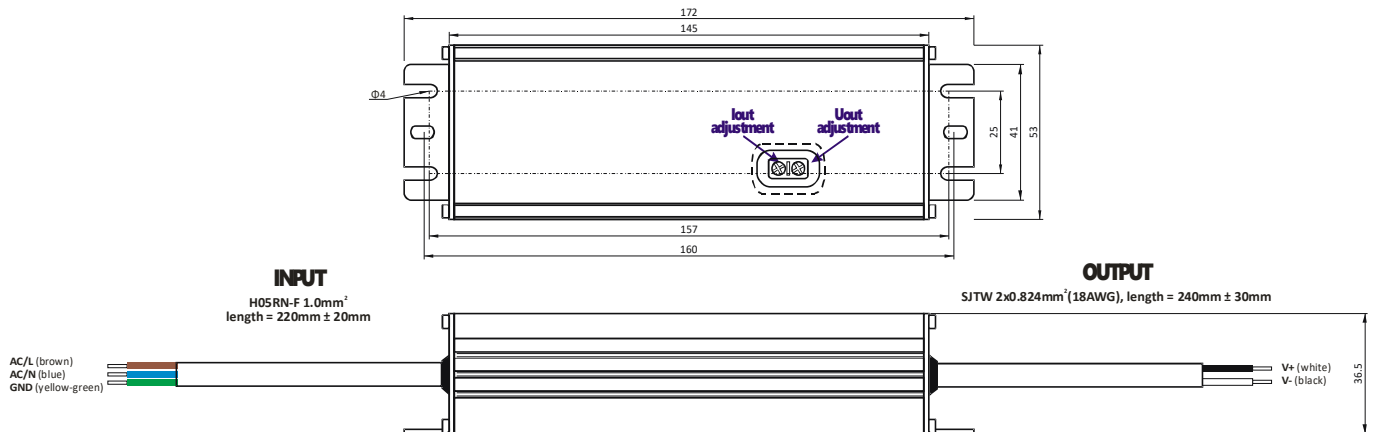 172
145
Φ4
Iout
adjustment
Uout
adjustment
25
41
53
157
160
INPUT
H05RN-F 1.0mm²
length = 220mm ± 20mm
OUTPUT
SJTW 2x0.824mm²(18AWG), length = 240mm ± 30mm
AC/L (brown)
AC/N (blue)
GND (yellow-green)
V+ (white)
V- (black)
36.5